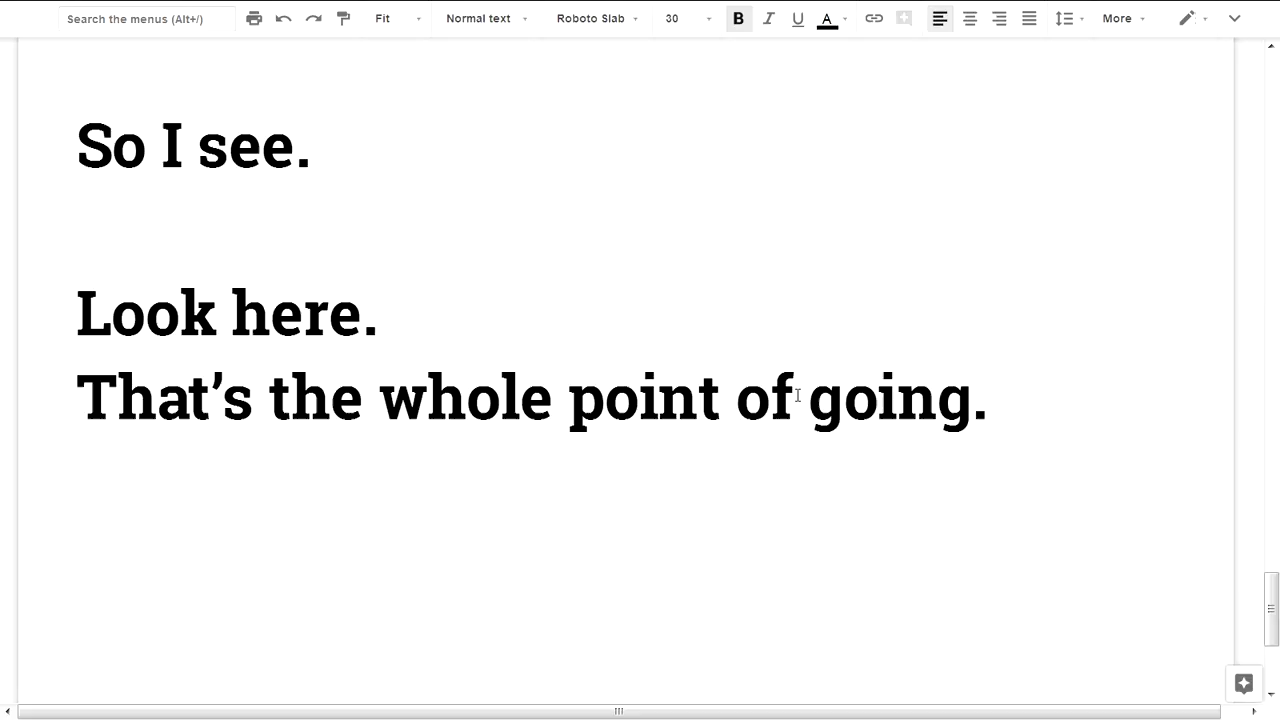 Search the menus (Alt+/) Fit Normal text Roboto Slab 30 B I U A More
So I see.
Look here.
That’s the whole point of going.